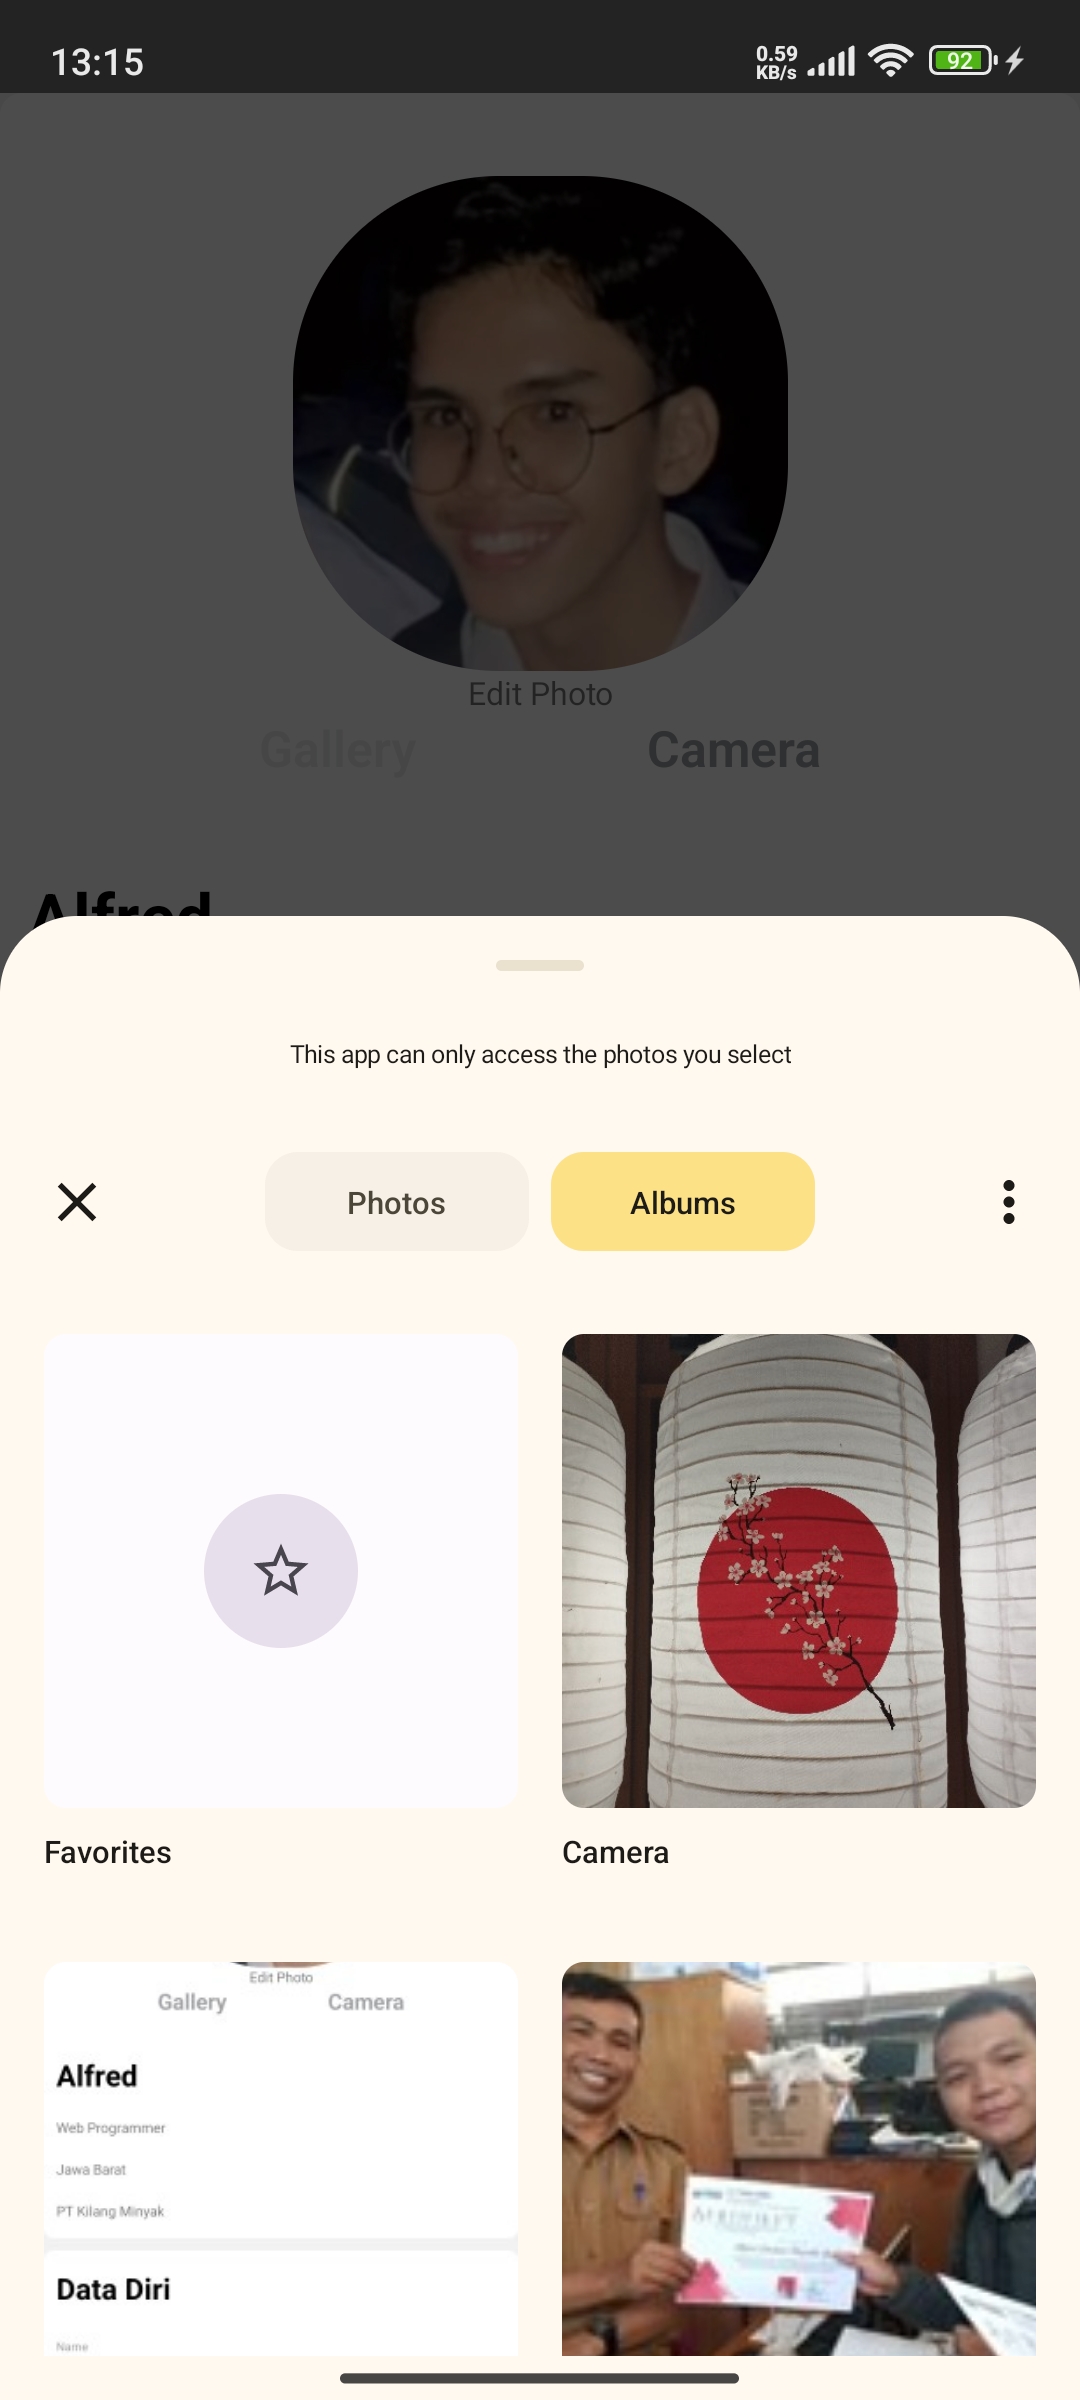 13:15
0.59
KB/s
92
Edit Photo
Gallery
Camera
Alfred
This app can only access the photos you select
Photos
Albums
Favorites
Camera
Edit Photo
Gallery
Camera
Alfred
Web Programmer
Jawa Barat
PT Kilang Minyak
Data Diri
Name